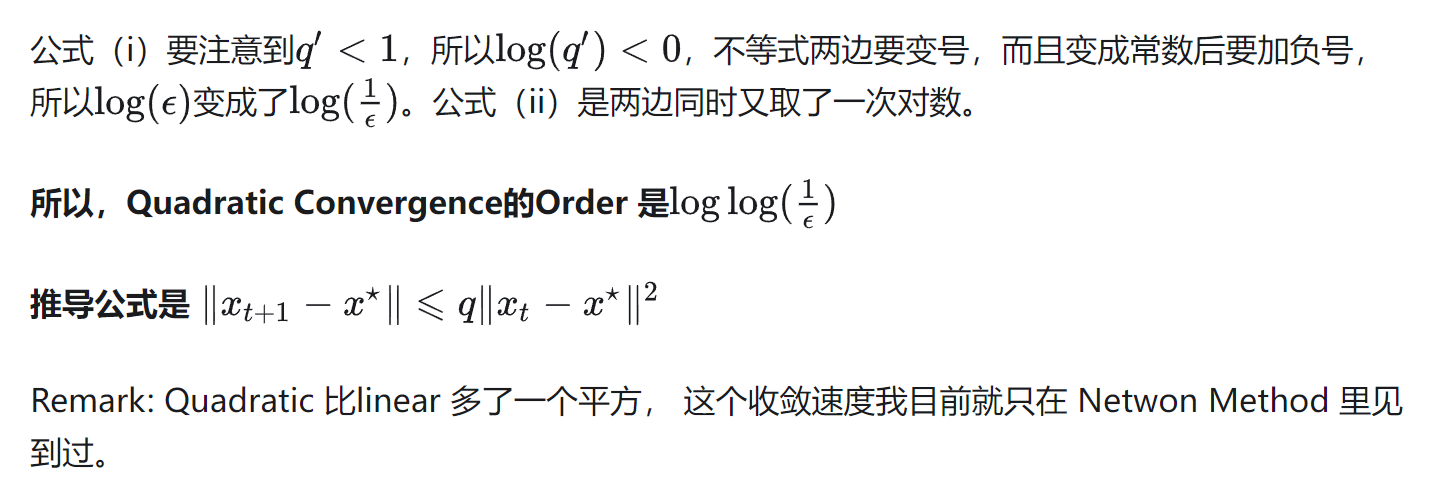 公式（i）要注意到$q' < 1$，所以$\log(q') < 0$，不等式两边要变号，而且变成常数后要加负号，
所以$\log(\epsilon)$变成了$\log(\frac{1}{\epsilon})$。公式（ii）是两边同时又取了一次对数。
所以，Quadratic Convergence的Order 是$\log\log(\frac{1}{\epsilon})$
推导公式是 $\|x_{t+1} - x^\star\| \leqslant q\|x_t - x^\star\|^2$
Remark: Quadratic 比linear 多了一个平方， 这个收敛速度我目前就只在 Netwon Method 里见
到过。